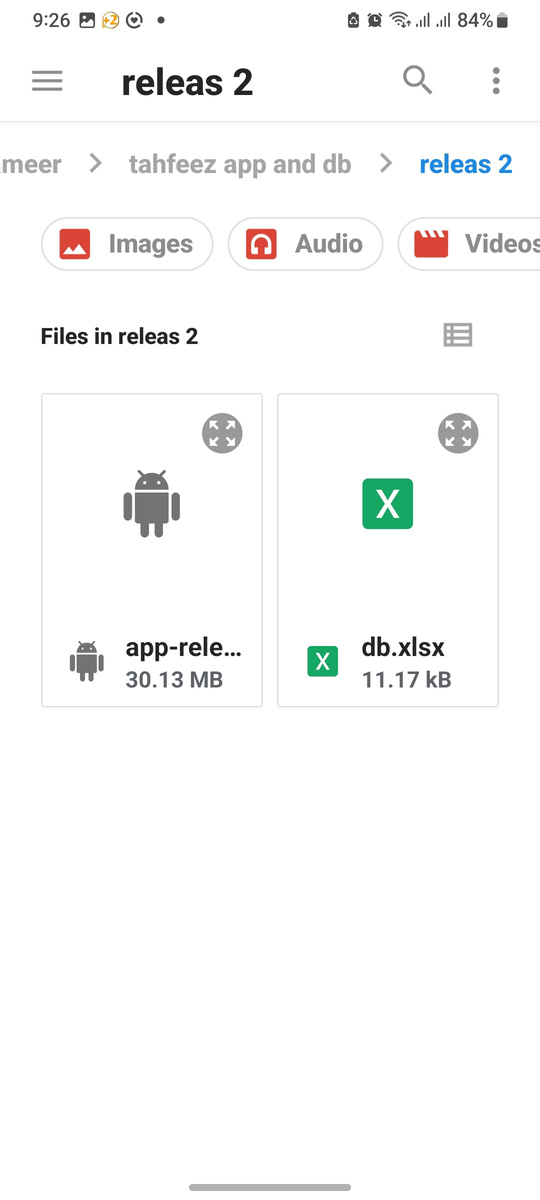 9:26 +2 84%
releas 2
meer > tahfeez app and db > releas 2
Images Audio Videos
Files in releas 2
X
app-rele... X db.xlsx
30.13 MB 11.17 kB